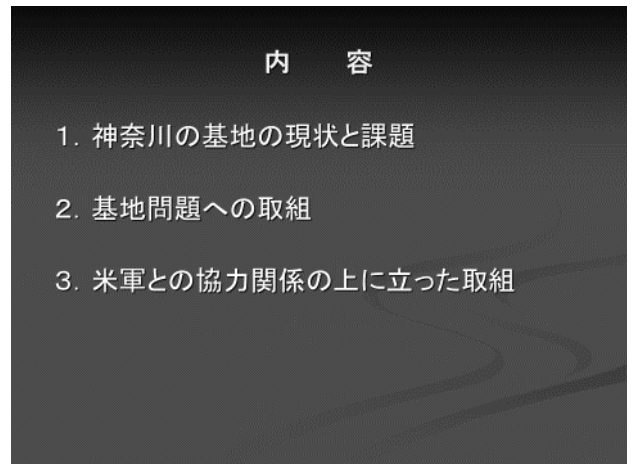 内　容
１．神奈川の基地の現状と課題
２．基地問題への取組
３．米軍との協力関係の上に立った取組